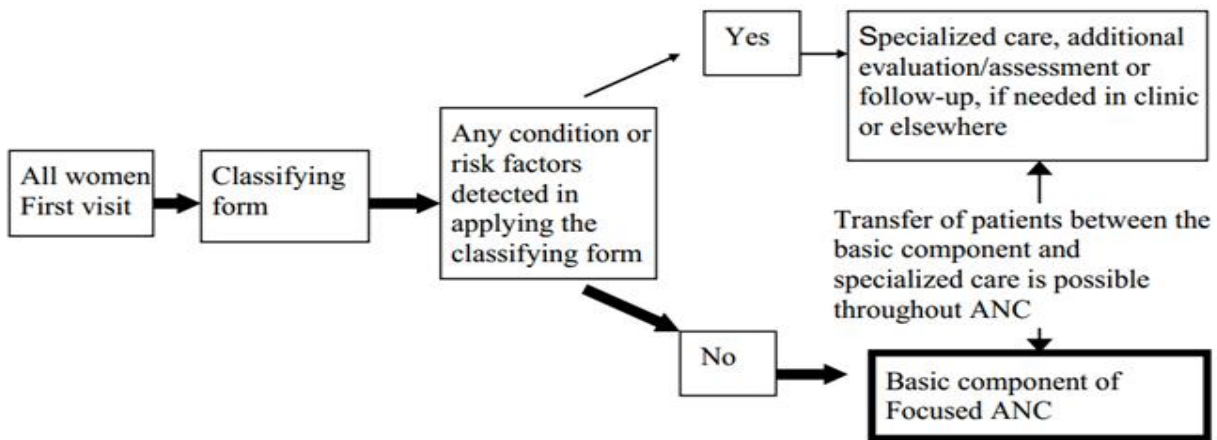 All women
First visit
Classifying
form
Any condition or
risk factors
detected in
applying the
classifying form
Yes
Specialized care, additional
evaluation/assessment or
follow-up, if needed in clinic
or elsewhere
Transfer of patients between the
basic component and
specialized care is possible
throughout ANC
No
Basic component of
Focused ANC